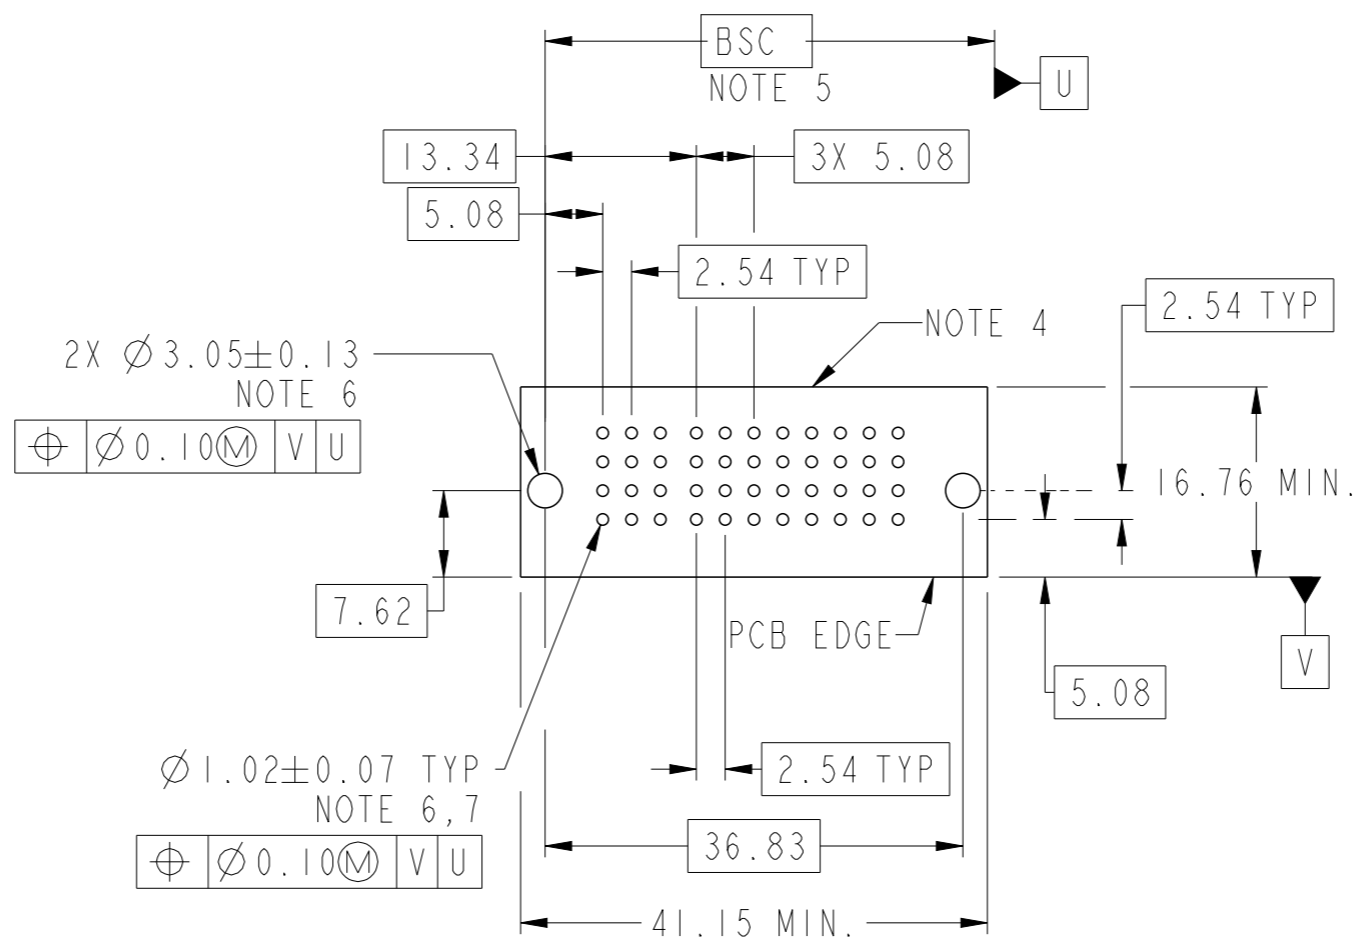 BSC
NOTE 5
U
13.34
3X 5.08
5.08
2.54 TYP
2.54 TYP
NOTE 4
2X ⌀3.05±0.13
NOTE 6
⌖ ⌀0.10Ⓜ V U
16.76 MIN.
7.62
PCB EDGE
V
5.08
⌀1.02±0.07 TYP
NOTE 6,7
2.54 TYP
⌖ ⌀0.10Ⓜ V U
36.83
41.15 MIN.